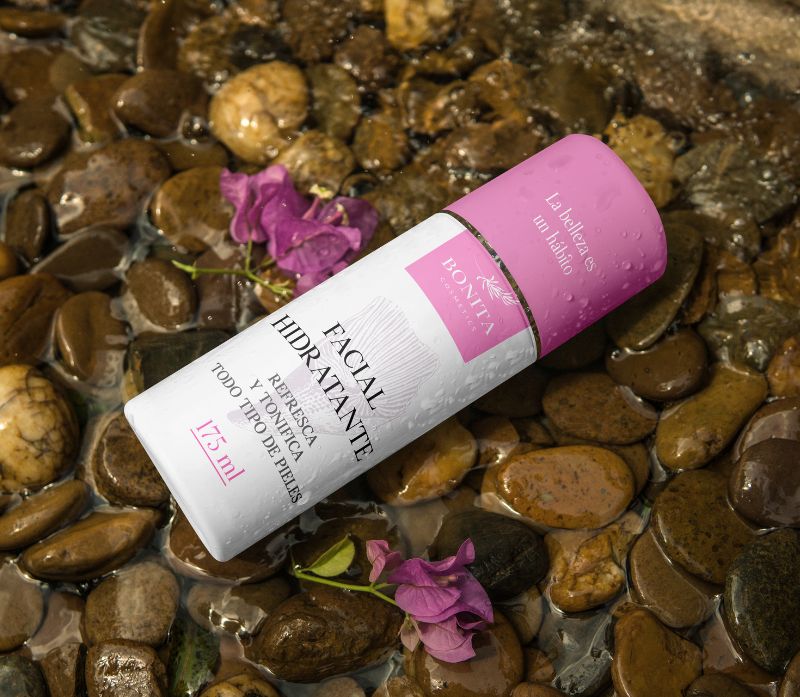 La belleza es
un hábito
BONITA
COSMETICS
FACIAL
HIDRATANTE
REFRESCA
Y TONIFICA
TODO TIPO DE PIELES
175 ml